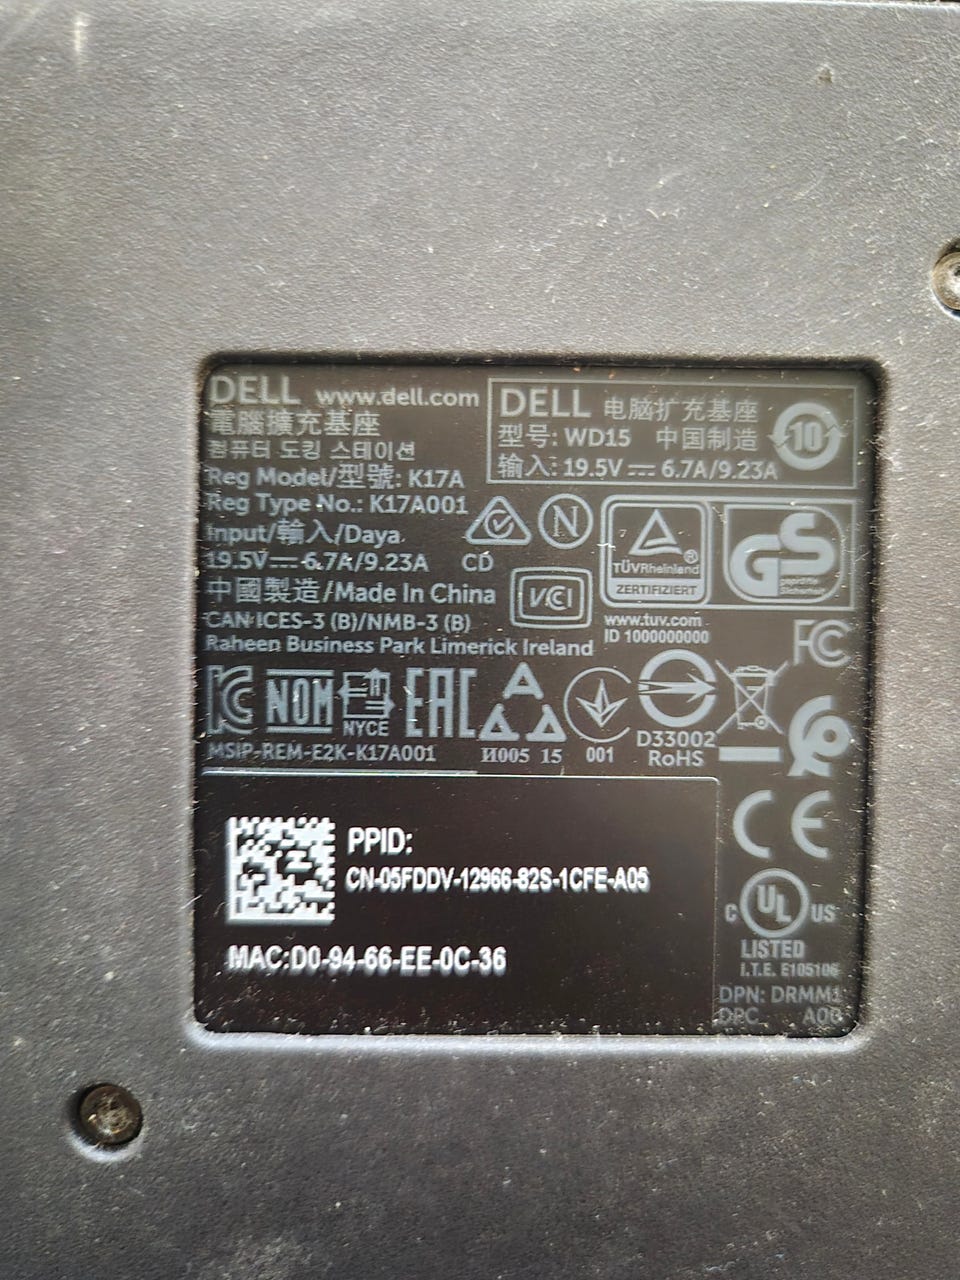 DELL www.dell.com
電腦擴充基座
컴퓨터 도킹 스테이션
Reg Model/型號: K17A
Reg Type No.: K17A001
Input/輸入/Daya
19.5V⎓6.7A/9.23A
中國製造/Made In China
CAN ICES-3 (B)/NMB-3 (B)
Raheen Business Park Limerick Ireland
DELL 电脑扩充基座
型号: WD15 中国制造
输入: 19.5V⎓6.7A/9.23A
10
N
CD
VCI
TÜVRheinland
ZERTIFIZIERT
GS
geprüfte
Sicherheit
www.tuv.com
ID 1000000000
FC
NOM
NYCE
EAC
MSIP-REM-E2K-K17A001
И005 15
001
D33002
RoHS
CE
C UL US
LISTED
I.T.E. E105106
DPN: DRMM1
DPC A00
PPID:
CN-05FDDV-12966-82S-1CFE-A05
MAC:D0-94-66-EE-0C-36